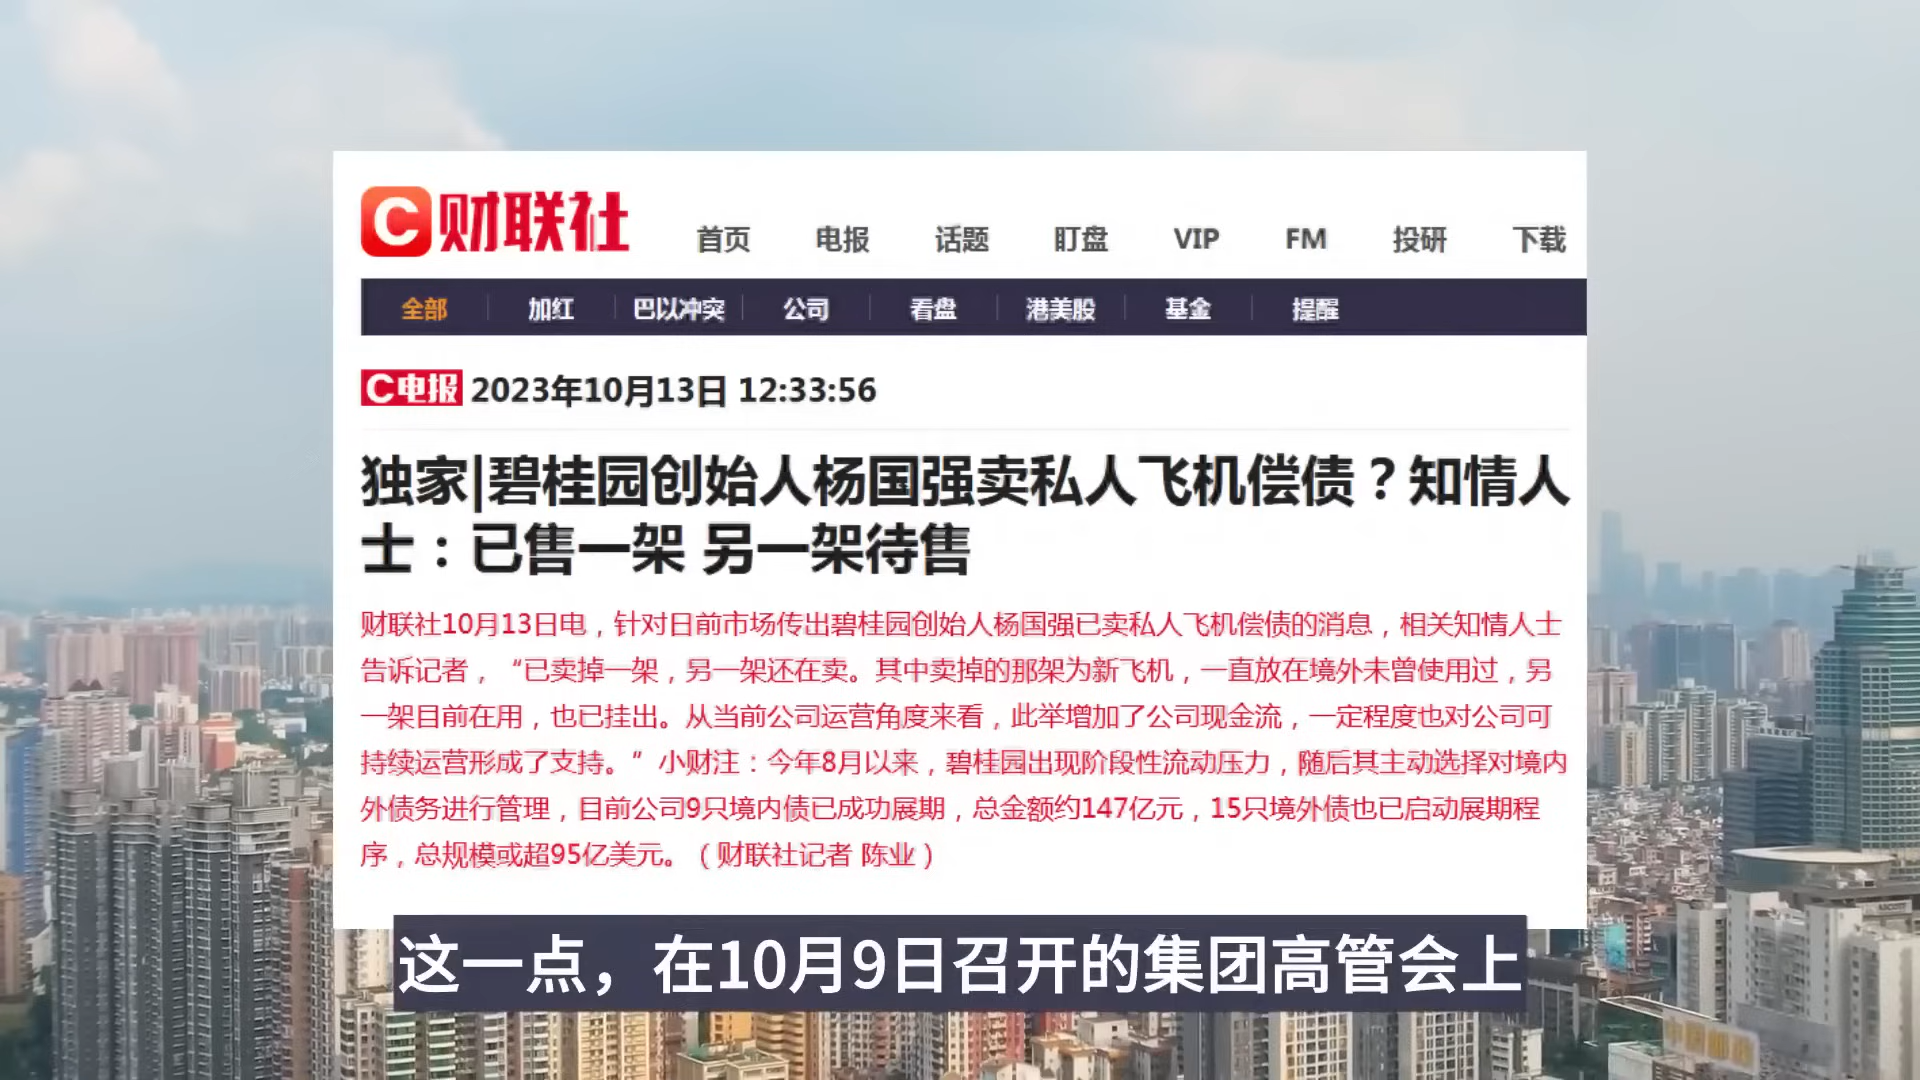 C 财联社
首页 电报 话题 盯盘 VIP FM 投研 下载
全部 加红 巴以冲突 公司 看盘 港美股 基金 提醒
C电报 2023年10月13日 12:33:56
独家|碧桂园创始人杨国强卖私人飞机偿债？知情人
士：已售一架 另一架待售
财联社10月13日电，针对日前市场传出碧桂园创始人杨国强已卖私人飞机偿债的消息，相关知情人士
告诉记者，“已卖掉一架，另一架还在卖。其中卖掉的那架为新飞机，一直放在境外未曾使用过，另
一架目前在用，也已挂出。从当前公司运营角度来看，此举增加了公司现金流，一定程度也对公司可
持续运营形成了支持。”小财注：今年8月以来，碧桂园出现阶段性流动压力，随后其主动选择对境内
外债务进行管理，目前公司9只境内债已成功展期，总金额约147亿元，15只境外债也已启动展期程
序，总规模或超95亿美元。（财联社记者 陈业）
这一点，在10月9日召开的集团高管会上